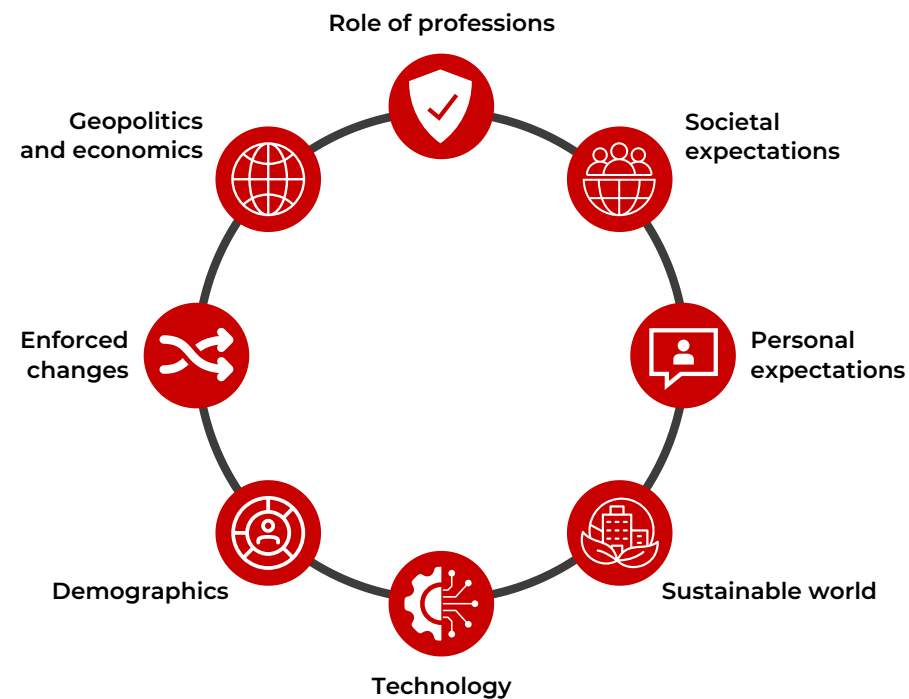 Role of professions
Geopolitics
and economics
Societal
expectations
Enforced
changes
Personal
expectations
Demographics
Sustainable world
Technology